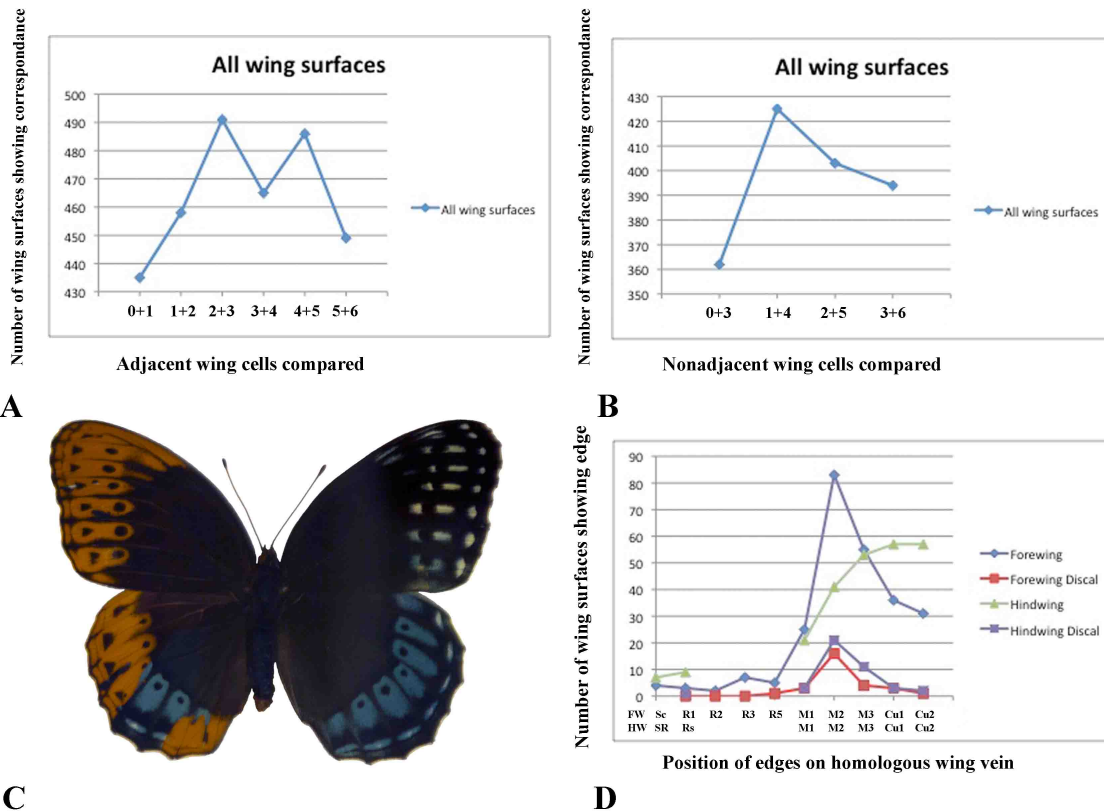 Number of wing surfaces showing correspondance
All wing surfaces
500
490
480
470
460
450
440
430
0+1 1+2 2+3 3+4 4+5 5+6
All wing surfaces
Adjacent wing cells compared
A
Number of wing surfaces showing correspondance
All wing surfaces
430
420
410
400
390
380
370
360
350
0+3 1+4 2+5 3+6
All wing surfaces
Nonadjacent wing cells compared
B
C
Number of wing surfaces showing edge
90
80
70
60
50
40
30
20
10
0
FW Sc R1 R2 R3 R5 M1 M2 M3 Cu1 Cu2
HW SR Rs M1 M2 M3 Cu1 Cu2
Forewing
Forewing Discal
Hindwing
Hindwing Discal
Position of edges on homologous wing vein
D